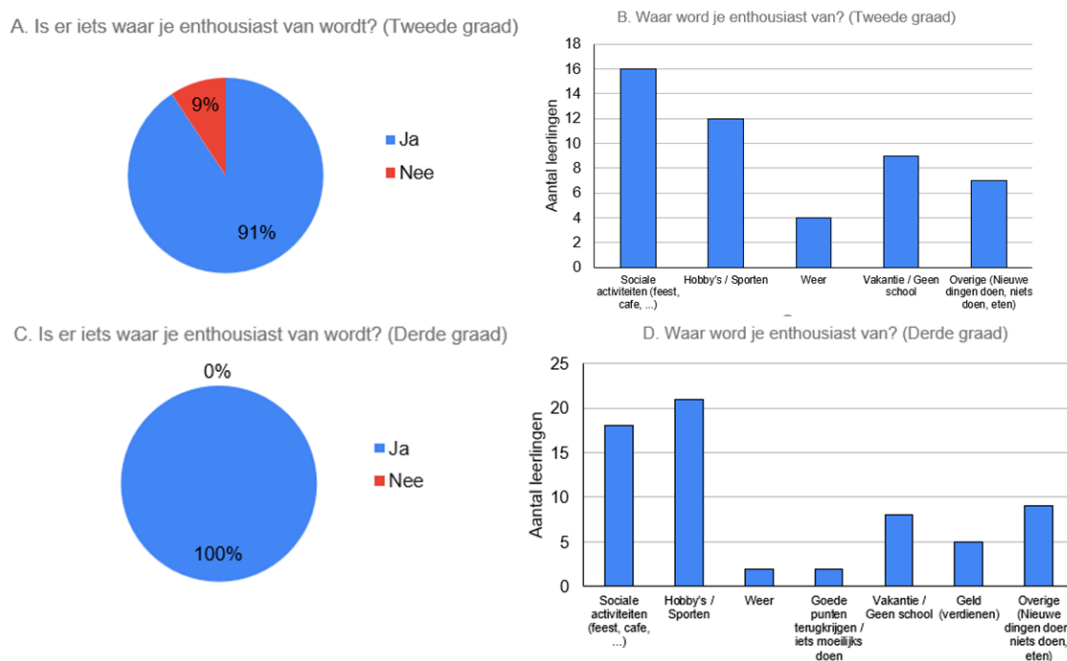 A. Is er iets waar je enthousiast van wordt? (Tweede graad)
9%
91%
Ja
Nee
B. Waar word je enthousiast van? (Tweede graad)
Aantal leerlingen
18
16
14
12
10
8
6
4
2
0
Sociale
activiteiten (feest,
cafe, ...)
Hobby's / Sporten
Weer
Vakantie / Geen
school
Overige (Nieuwe
dingen doen, niets
doen, eten)
C. Is er iets waar je enthousiast van wordt? (Derde graad)
0%
100%
Ja
Nee
D. Waar word je enthousiast van? (Derde graad)
Aantal leerlingen
25
20
15
10
5
0
Sociale
activiteiten
(feest, cafe,
...)
Hobby's /
Sporten
Weer
Goede
punten
terugkrijgen /
iets moeilijks
doen
Vakantie /
Geen school
Geld
(verdienen)
Overige
(Nieuwe
dingen doen,
niets doen,
eten)